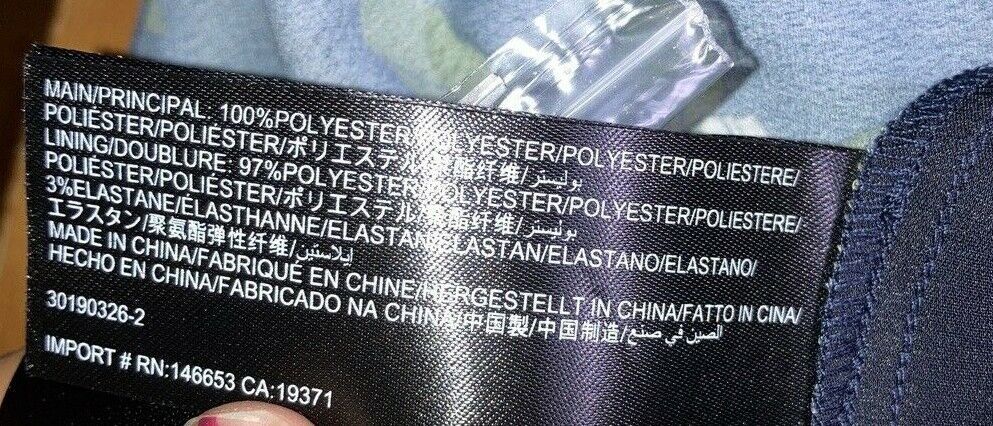 MAIN/PRINCIPAL: 100%POLYESTER/POLYESTER/POLYESTER/POLIESTERE/
POLIÉSTER/POLIÉSTER/ポリエステル/聚酯纤维/بوليستر/
LINING/DOUBLURE: 97%POLYESTER/POLYESTER/POLYESTER/POLIESTERE/
POLIÉSTER/POLIÉSTER/ポリエステル/聚酯纤维/بوليستر/
3%ELASTANE/ÉLASTHANNE/ELASTAN/ELASTAN/ELASTANO/ELASTANO/
エラスタン/聚氨酯弹性纤维/إيلاستين/
MADE IN CHINA/FABRIQUÉ EN CHINE/HERGESTELLT IN CHINA/FATTO IN CINA/
HECHO EN CHINA/FABRICADO NA CHINA/中国製/中国制造/الصين في صنع
30190326-2
IMPORT # RN:146653 CA:19371